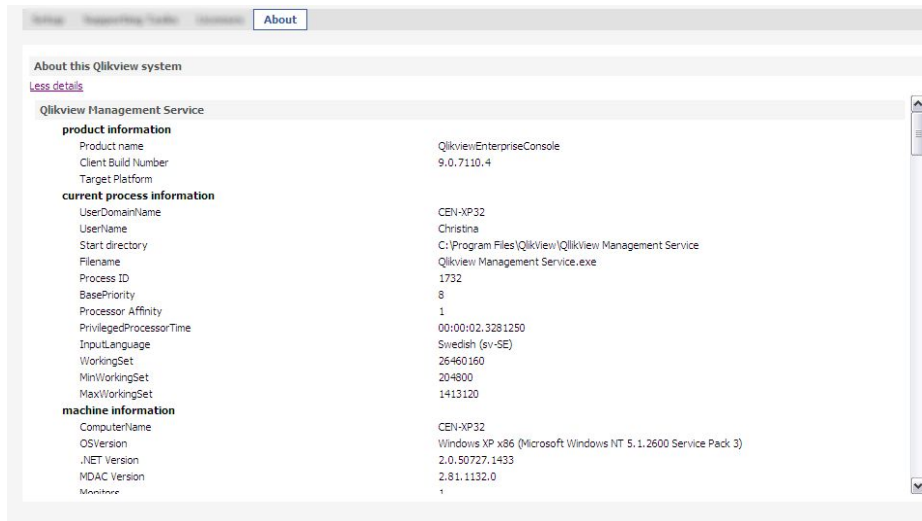 About
About this Qlikview system
Less details
Qlikview Management Service
product information
Product name QlikviewEnterpriseConsole
Client Build Number 9.0.7110.4
Target Platform
current process information
UserDomainName CEN-XP32
UserName Christina
Start directory C:\Program Files\QlikView\QllikView Management Service
Filename Qlikview Management Service.exe
Process ID 1732
BasePriority 8
Processor Affinity 1
PrivilegedProcessorTime 00:00:02.3281250
InputLanguage Swedish (sv-SE)
WorkingSet 26460160
MinWorkingSet 204800
MaxWorkingSet 1413120
machine information
ComputerName CEN-XP32
OSVersion Windows XP x86 (Microsoft Windows NT 5.1.2600 Service Pack 3)
.NET Version 2.0.50727.1433
MDAC Version 2.81.1132.0
Monitors 1